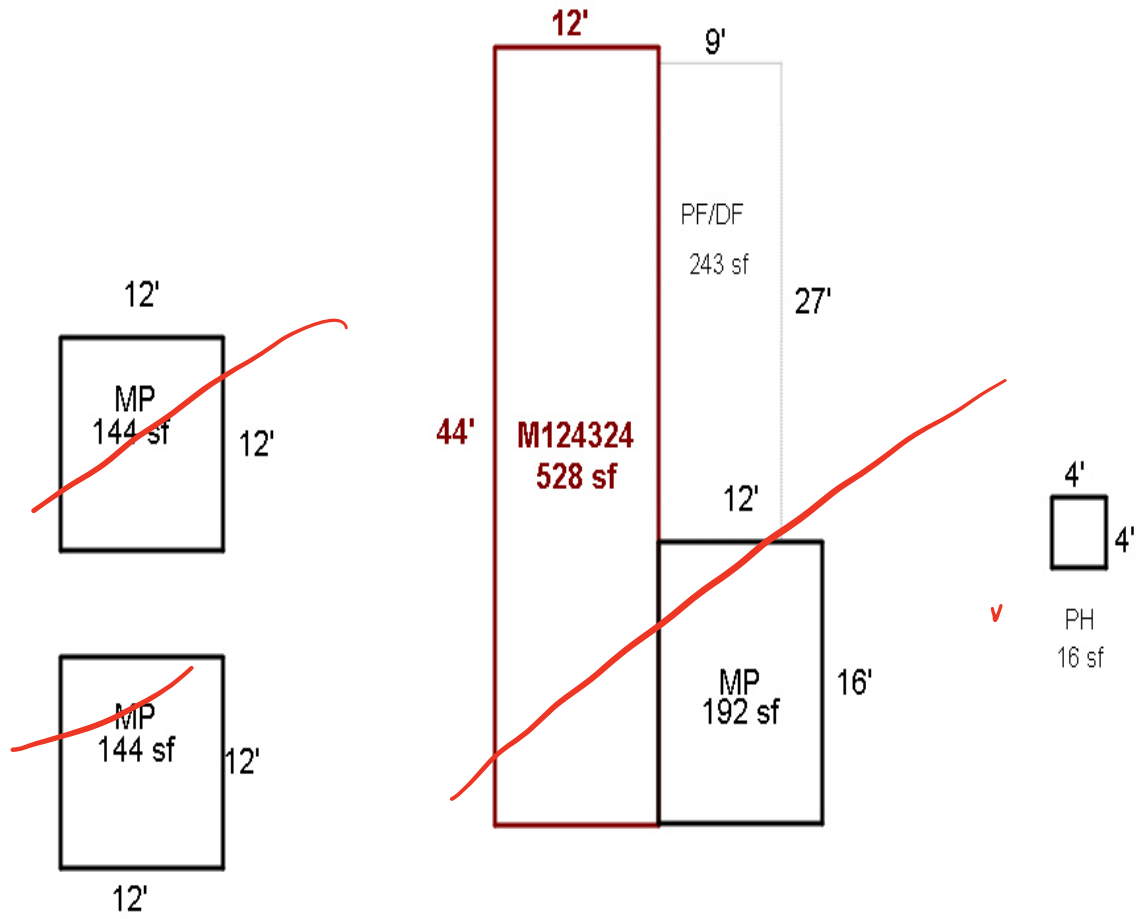 12'
9'
PF/DF
243 sf
27'
12'
MP
144 sf
12'
44'
M124324
528 sf
12'
4'
4'
PH
16 sf
MP
192 sf
16'
MP
144 sf
12'
12'